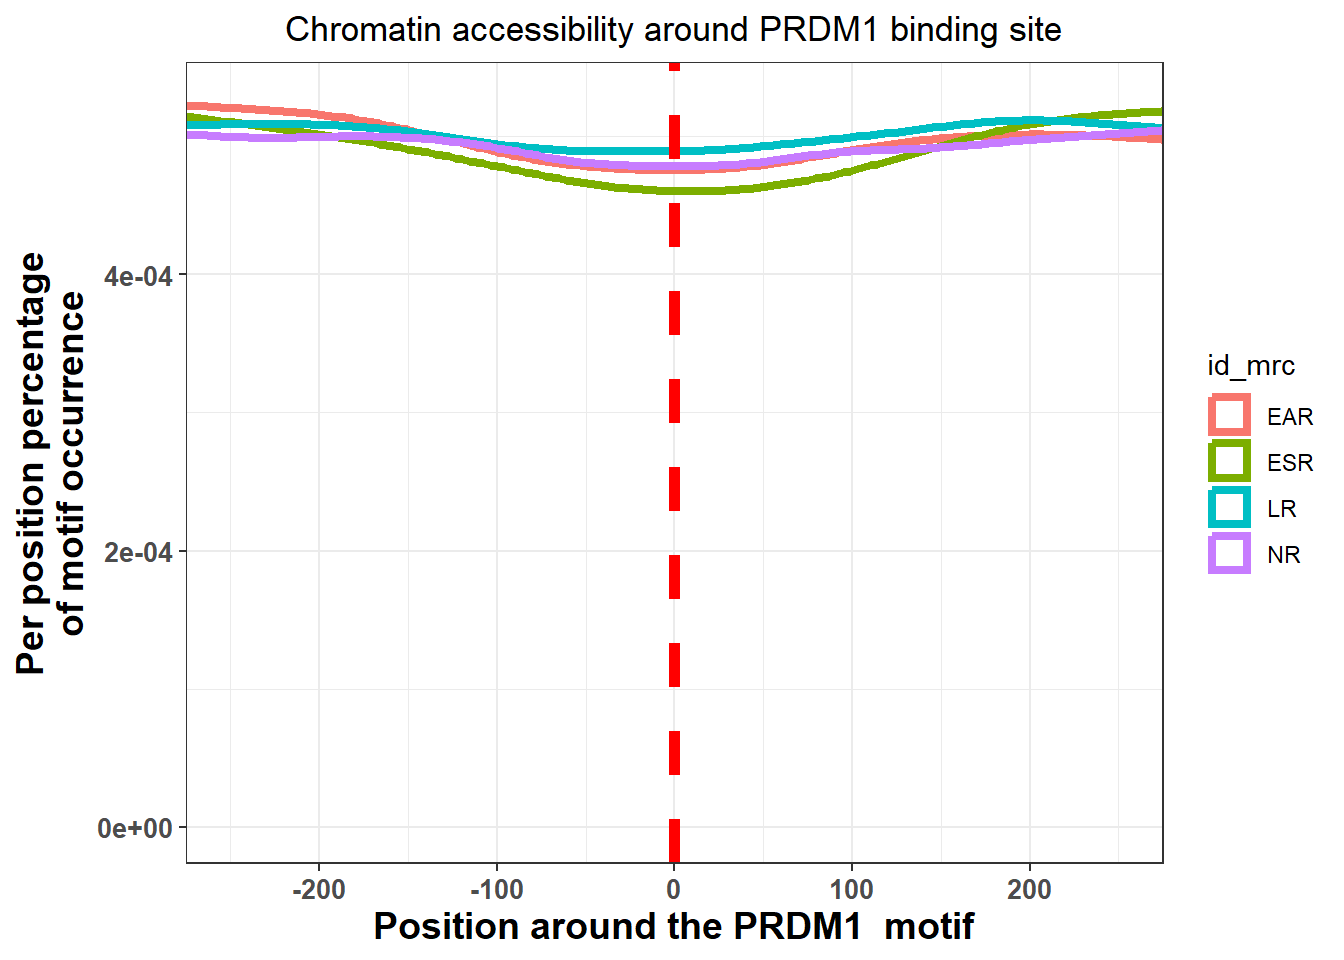 Chromatin accessibility around PRDM1 binding site
Per position percentage
of motif occurrence
4e-04
2e-04
0e+00
-200
-100
0
100
200
Position around the PRDM1  motif
id_mrc
EAR
ESR
LR
NR